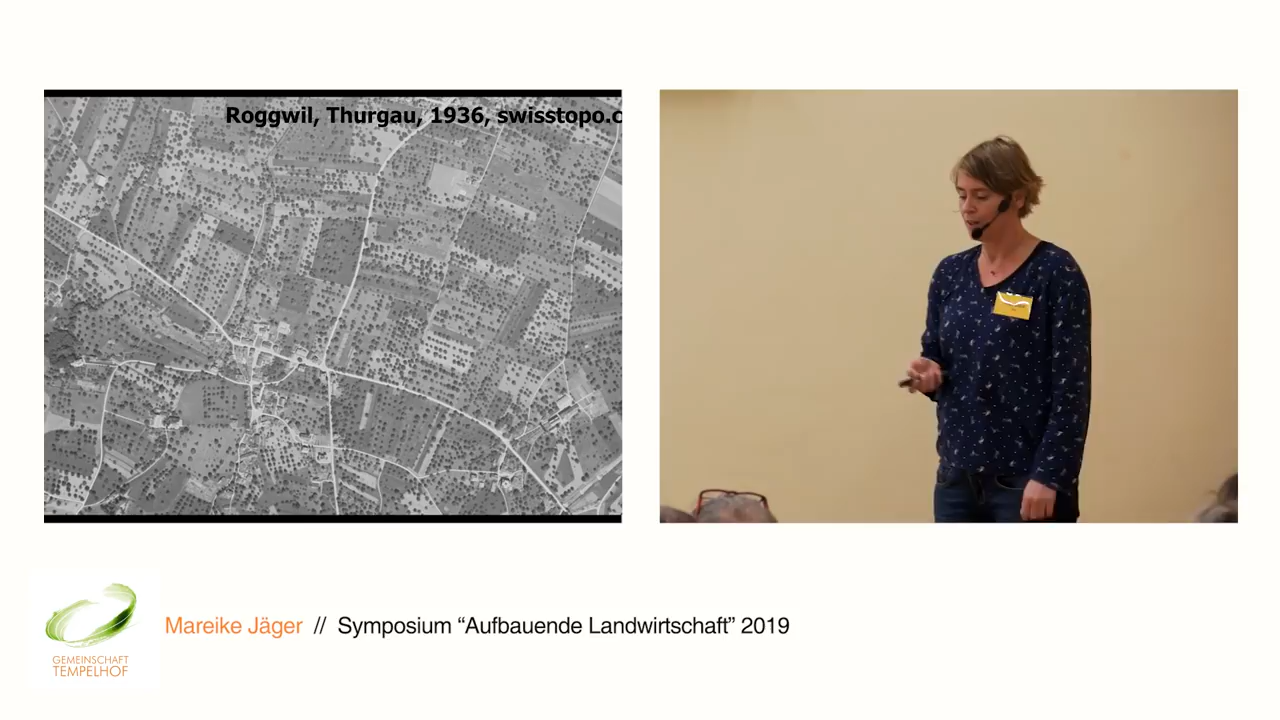 Roggwil, Thurgau, 1936, swisstopo.c
Mareike Jäger // Symposium “Aufbauende Landwirtschaft” 2019
GEMEINSCHAFT
TEMPELHOF